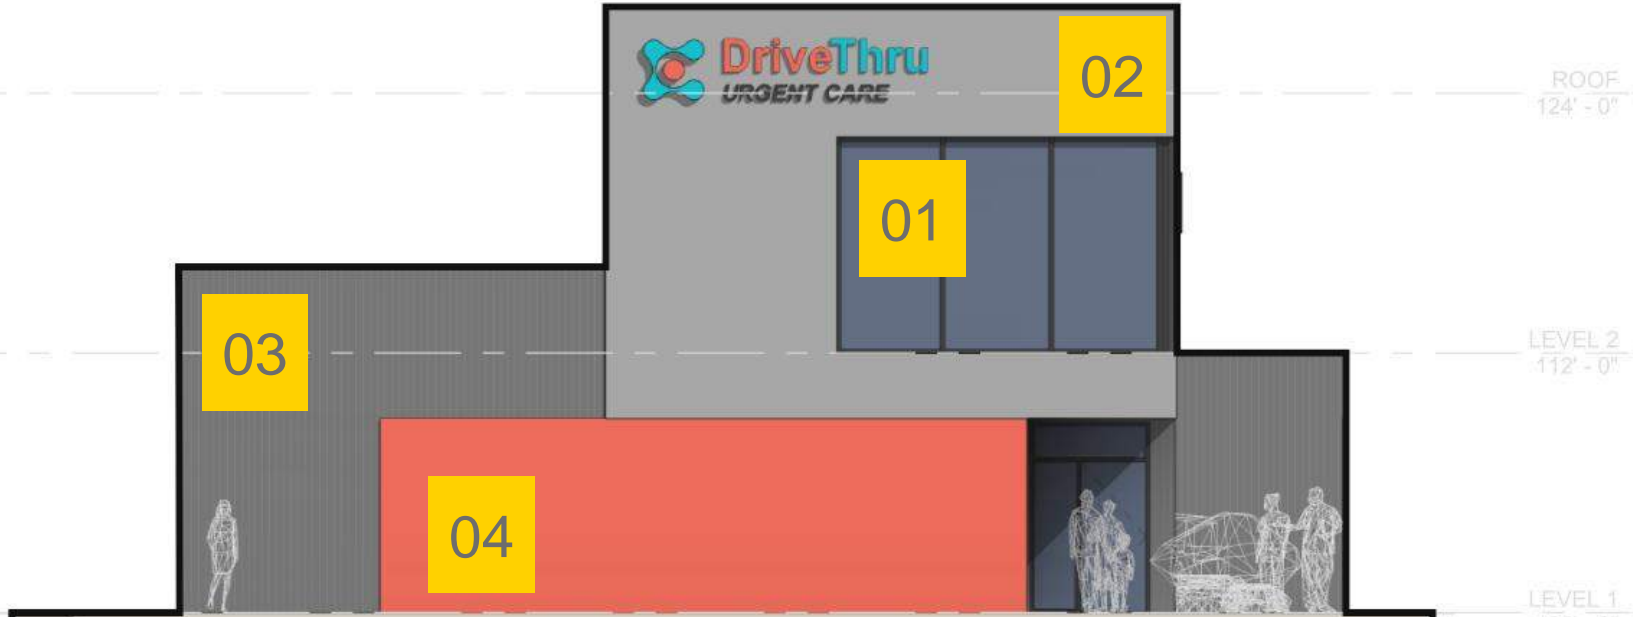 DriveThru
URGENT CARE
02
ROOF
124' - 0"
01
03
LEVEL 2
112' - 0"
04
LEVEL 1